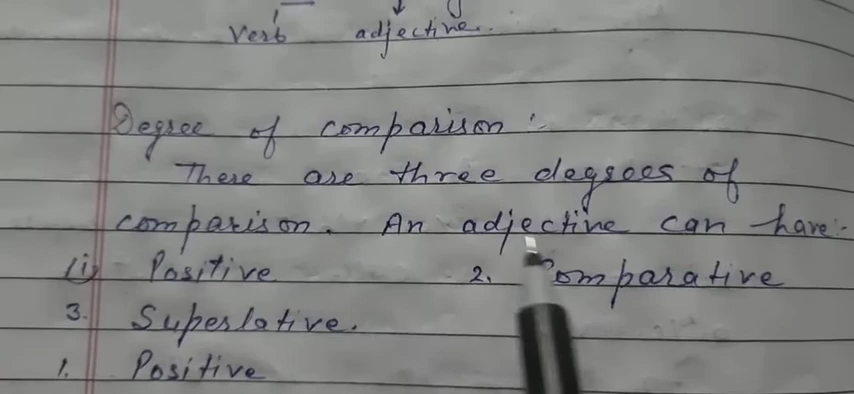 Verb adjective.
Degree of comparison :-
There are three degrees of
comparison. An adjective can have:-
(i) Positive 2. Comparative
3. Superlative.
1. Positive